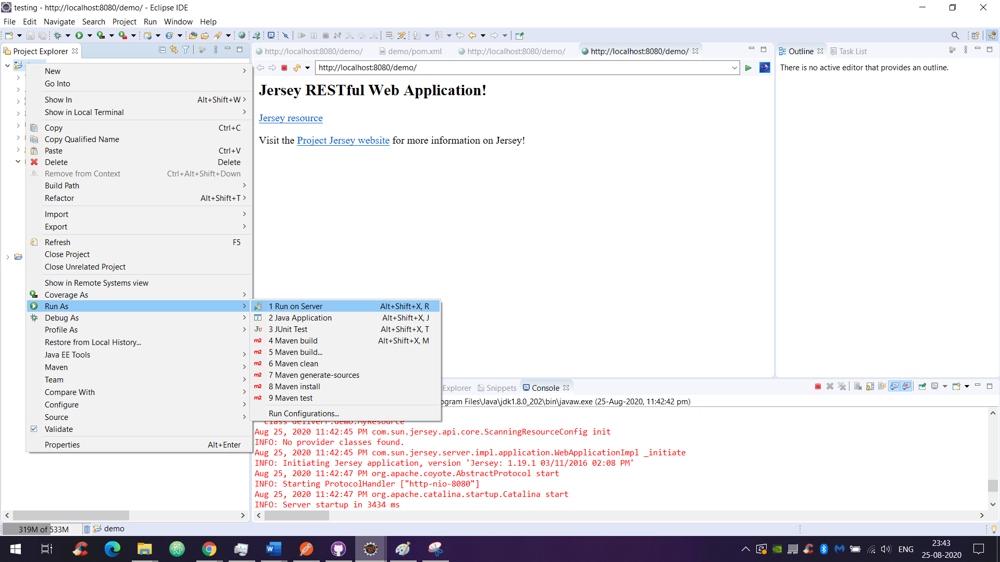 testing - http://localhost:8080/demo/ - Eclipse IDE
File Edit Navigate Search Project Run Window Help
Project Explorer
http://localhost:8080/demo/ demo/pom.xml http://localhost:8080/demo/ http://localhost:8080/demo/
Outline Task List
http://localhost:8080/demo/
There is no active editor that provides an outline.
Jersey RESTful Web Application!
Jersey resource
Visit the Project Jersey website for more information on Jersey!
New
Go Into
Show In Alt+Shift+W
Show in Local Terminal
Copy Ctrl+C
Copy Qualified Name
Paste Ctrl+V
Delete Delete
Remove from Context Ctrl+Alt+Shift+Down
Build Path
Refactor Alt+Shift+T
Import
Export
Refresh F5
Close Project
Close Unrelated Project
Show in Remote Systems view
Coverage As
Run As
Debug As
Profile As
Restore from Local History...
Java EE Tools
Maven
Team
Compare With
Configure
Source
Validate
Properties Alt+Enter
1 Run on Server Alt+Shift+X, R
2 Java Application Alt+Shift+X, J
3 JUnit Test Alt+Shift+X, T
4 Maven build Alt+Shift+X, M
5 Maven build...
6 Maven clean
7 Maven generate-sources
8 Maven install
9 Maven test
Run Configurations...
Explorer Snippets Console
ogram Files\Java\jdk1.8.0_202\bin\javaw.exe (25-Aug-2020, 11:42:42 pm)
class deliverr.demo.MyResource
Aug 25, 2020 11:42:45 PM com.sun.jersey.api.core.ScanningResourceConfig init
INFO: No provider classes found.
Aug 25, 2020 11:42:45 PM com.sun.jersey.server.impl.application.WebApplicationImpl _initiate
INFO: Initiating Jersey application, version 'Jersey: 1.19.1 03/11/2016 02:08 PM'
Aug 25, 2020 11:42:47 PM org.apache.coyote.AbstractProtocol start
INFO: Starting ProtocolHandler ["http-nio-8080"]
Aug 25, 2020 11:42:47 PM org.apache.catalina.startup.Catalina start
INFO: Server startup in 3434 ms
319M of 533M
demo
ENG
23:43
25-08-2020